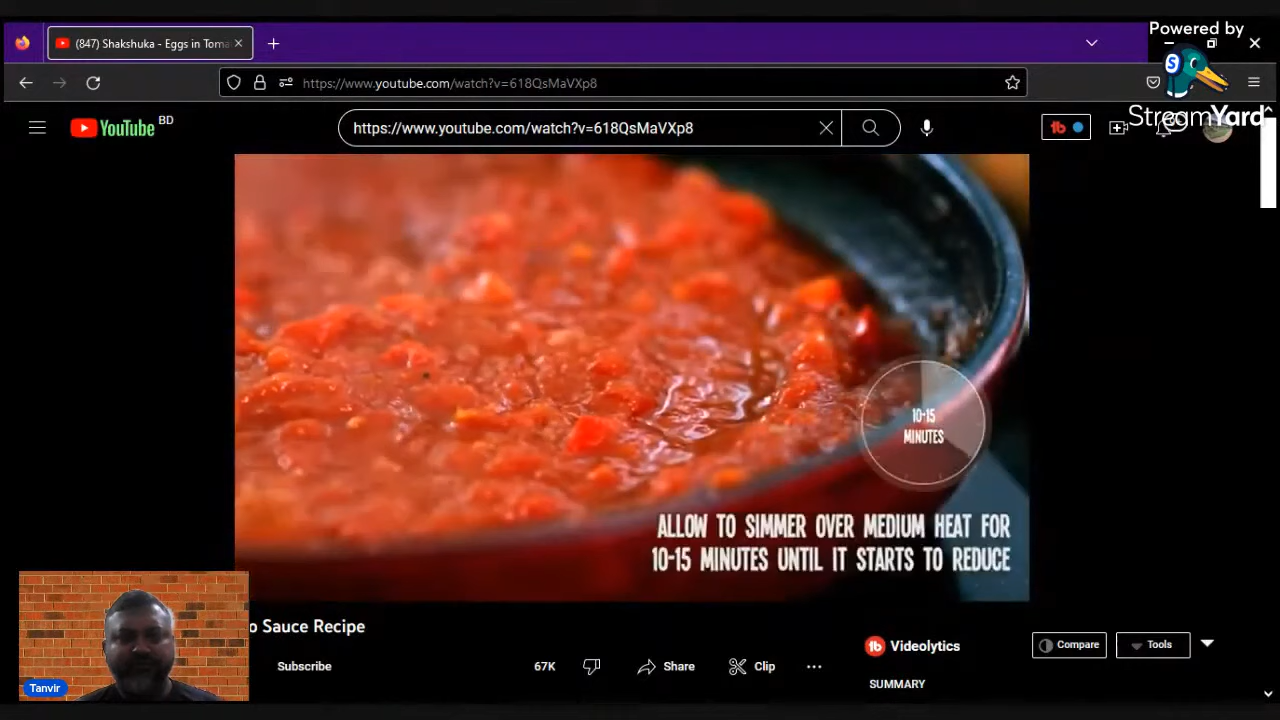 Powered by
StreamYard
(847) Shakshuka - Eggs in Toma
https://www.youtube.com/watch?v=618QsMaVXp8
YouTube BD
https://www.youtube.com/watch?v=618QsMaVXp8
10-15
MINUTES
ALLOW TO SIMMER OVER MEDIUM HEAT FOR
10-15 MINUTES UNTIL IT STARTS TO REDUCE
o Sauce Recipe
Videolytics
Compare
Tools
Subscribe
67K
Share
Clip
SUMMARY
Tanvir